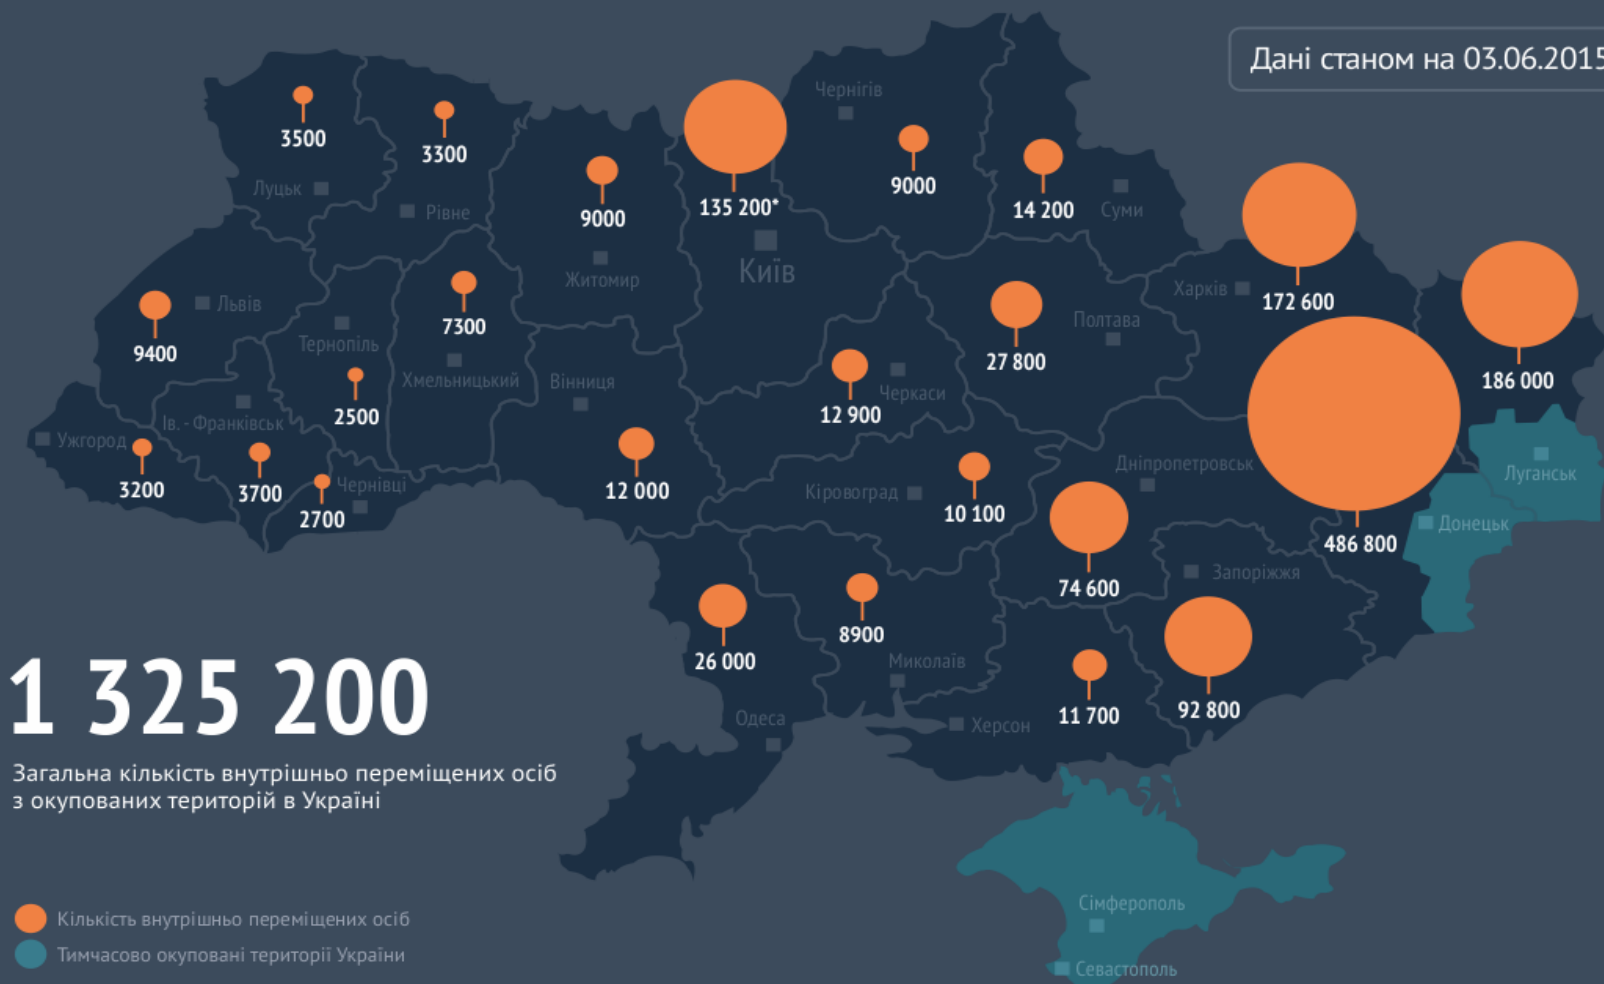 Дані станом на 03.06.2015
Чернігів
3500
3300
9000
135 200*
9000
14 200
Суми
Луцьк
Рівне
Житомир
Київ
Харків
172 600
Львів
9400
Тернопіль
7300
Хмельницький
Вінниця
27 800
Полтава
186 000
2500
12 900
Черкаси
Ів. - Франківськ
Ужгород
3200
3700
2700
Чернівці
12 000
Кіровоград
10 100
Дніпропетровськ
74 600
486 800
Луганськ
Донецьк
Запоріжжя
92 800
26 000
8900
Миколаїв
Одеса
Херсон
11 700
1 325 200
Загальна кількість внутрішньо переміщених осіб
з окупованих територій в Україні
Сімферополь
Севастополь
Кількість внутрішньо переміщених осіб
Тимчасово окуповані території України